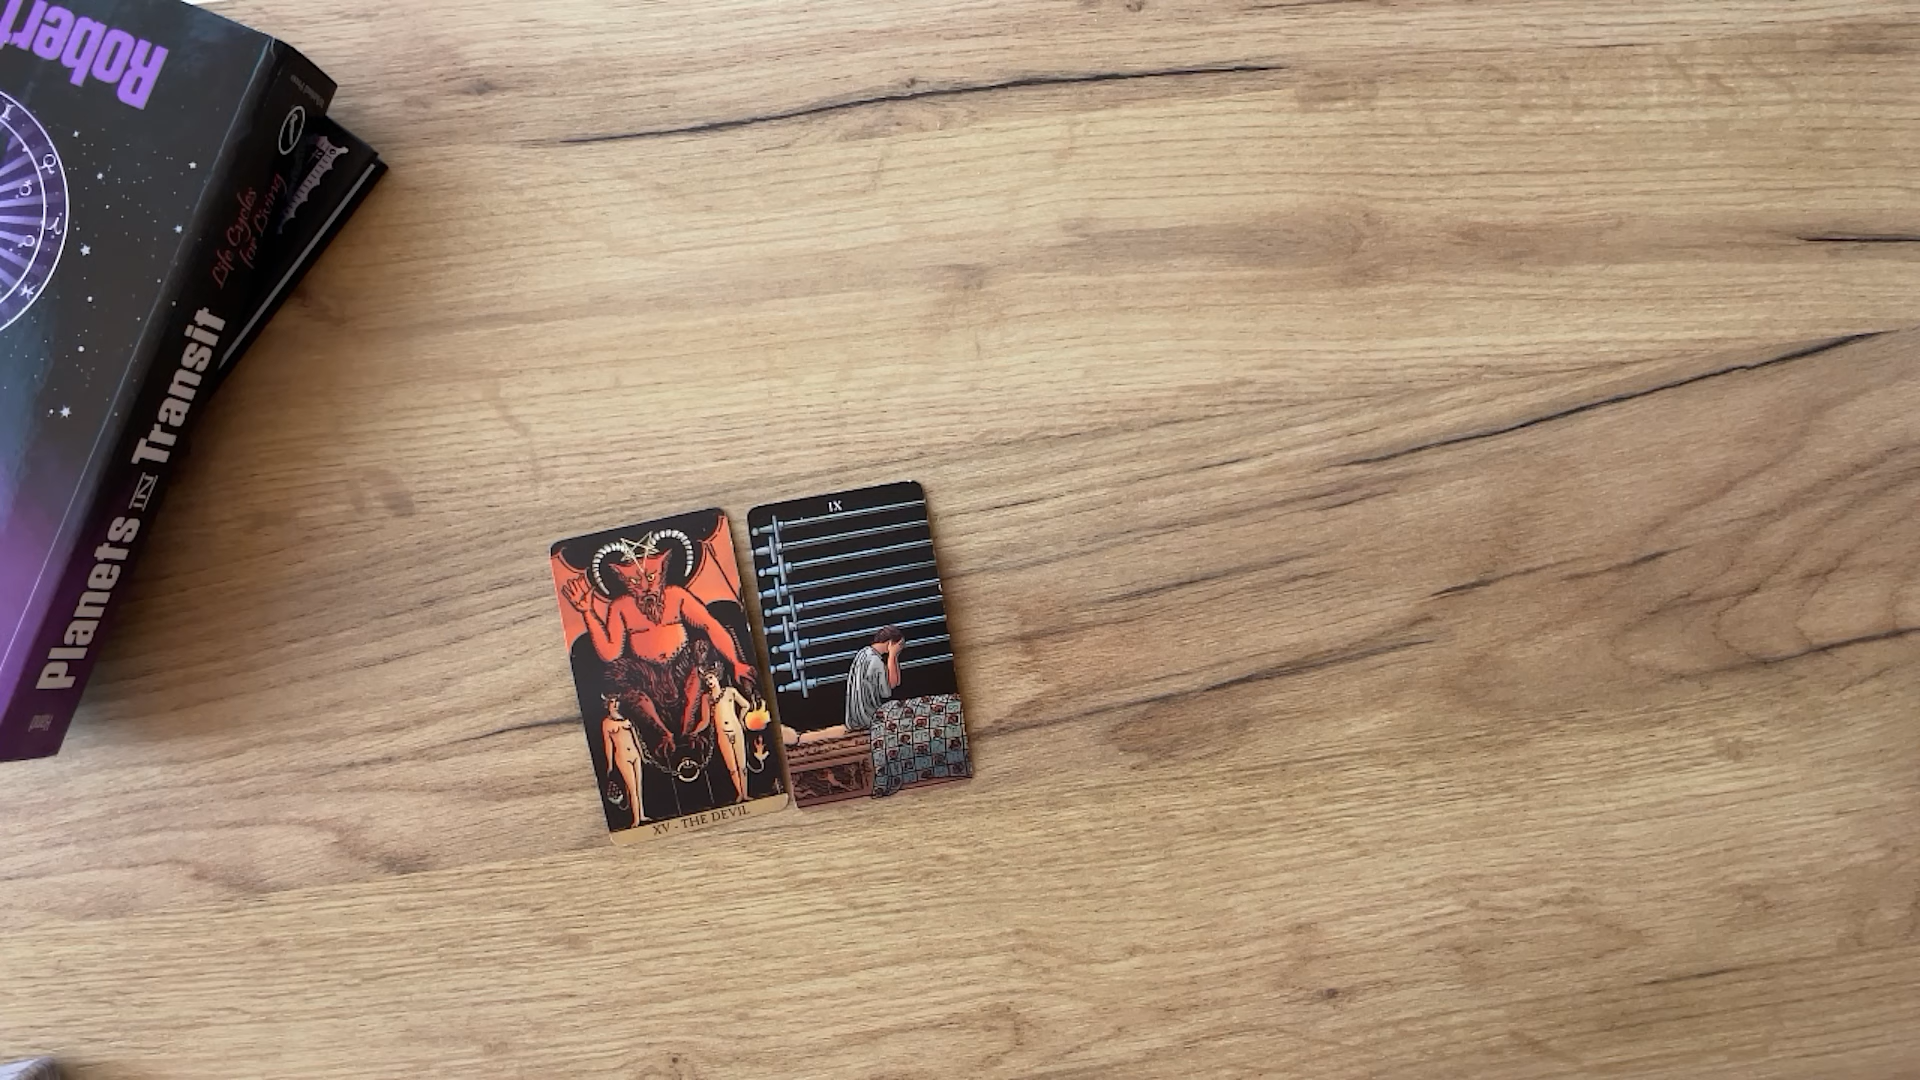 Robert
Planets IN Transit
Life Cycles
for Living
IX
XV - THE DEVIL